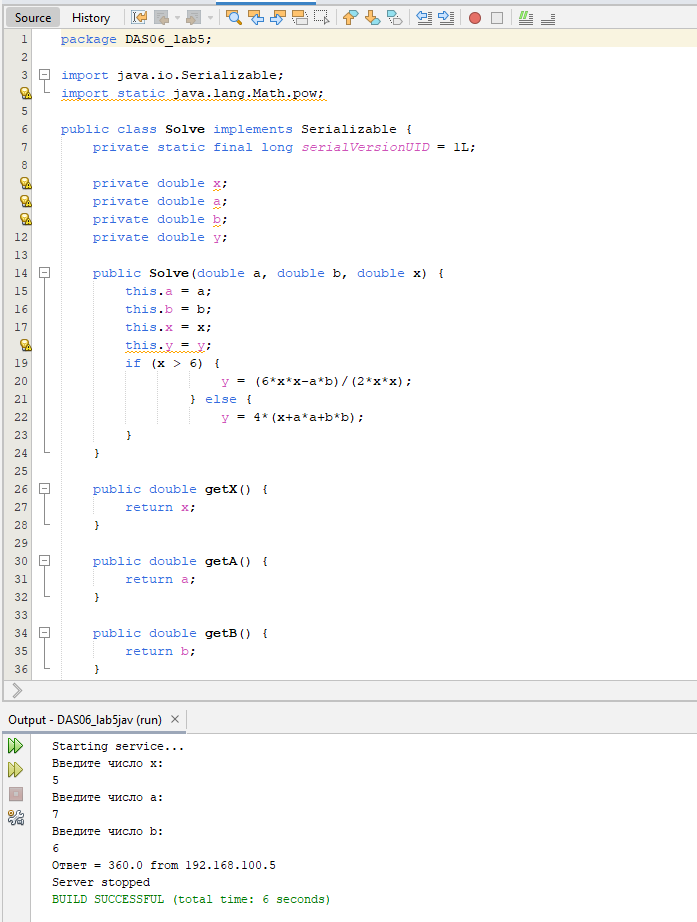 Source History
1 package DAS06_lab5;
2
3 import java.io.Serializable;
import static java.lang.Math.pow;
5
6 public class Solve implements Serializable {
7 private static final long serialVersionUID = 1L;
8
private double x;
private double a;
private double b;
12 private double y;
13
14 public Solve(double a, double b, double x) {
15 this.a = a;
16 this.b = b;
17 this.x = x;
this.y = y;
19 if (x > 6) {
20 y = (6*x*x-a*b)/(2*x*x);
21 } else {
22 y = 4*(x+a*a+b*b);
23 }
24 }
25
26 public double getX() {
27 return x;
28 }
29
30 public double getA() {
31 return a;
32 }
33
34 public double getB() {
35 return b;
36 }
Output - DAS06_lab5jav (run) ×
Starting service...
Введите число x:
5
Введите число a:
7
Введите число b:
6
Ответ = 360.0 from 192.168.100.5
Server stopped
BUILD SUCCESSFUL (total time: 6 seconds)